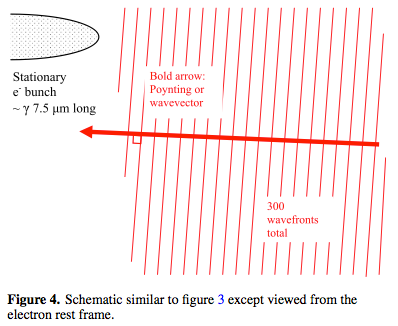 Stationary
e- bunch
~ γ 7.5 μm long
Bold arrow:
Poynting or
wavevector
300
wavefronts
total
Figure 4. Schematic similar to figure 3 except viewed from the
electron rest frame.